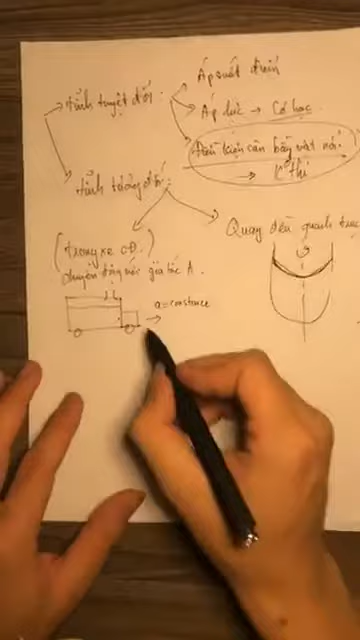 Áp suất
tĩnh tuyệt đối:
Áp lực → Cơ học
Điều kiện cân bằng vật nổi
→ K° thi
tĩnh tương đối:
Quay đều quanh trục
(trong xe CĐ.)
chuyển động với gia tốc A.
a = constance